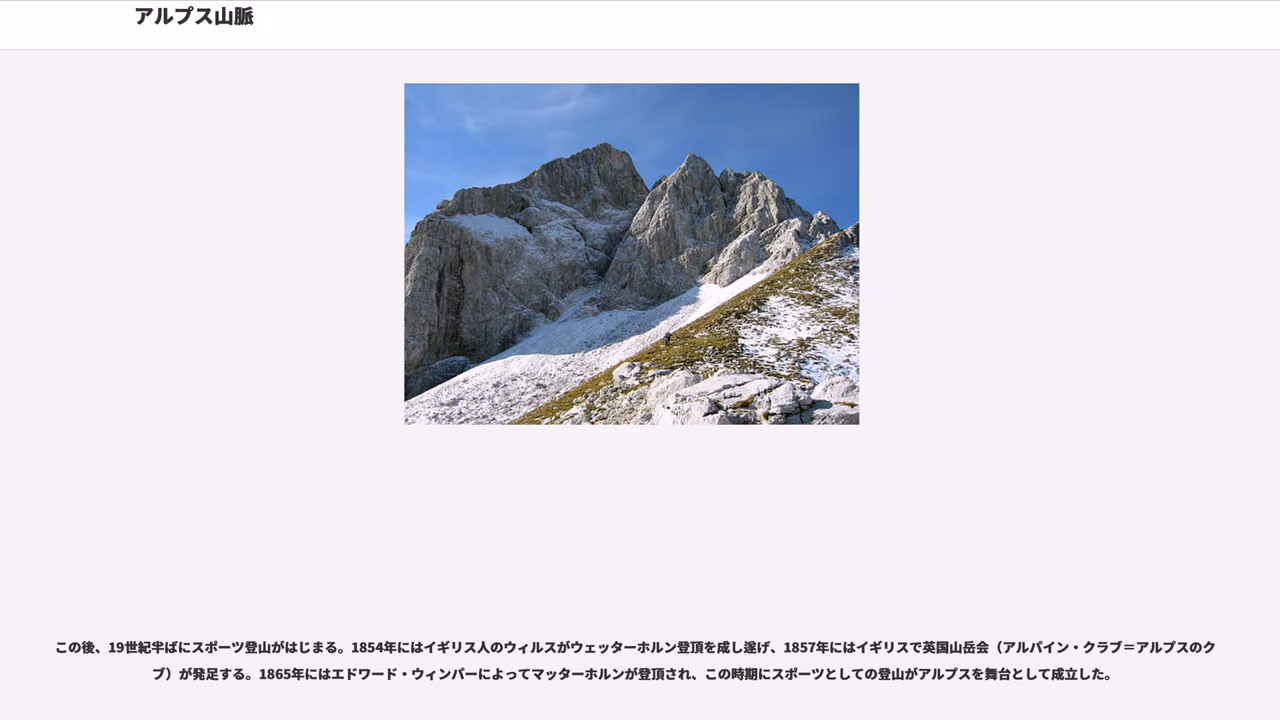 アルプス山脈
この後、19世紀半ばにスポーツ登山がはじまる。1854年にはイギリス人のウィルスがウェッターホルン登頂を成し遂げ、1857年にはイギリスで英国山岳会（アルパイン・クラブ＝アルプスのク
ブ）が発足する。1865年にはエドワード・ウィンパーによってマッターホルンが登頂され、この時期にスポーツとしての登山がアルプスを舞台として成立した。